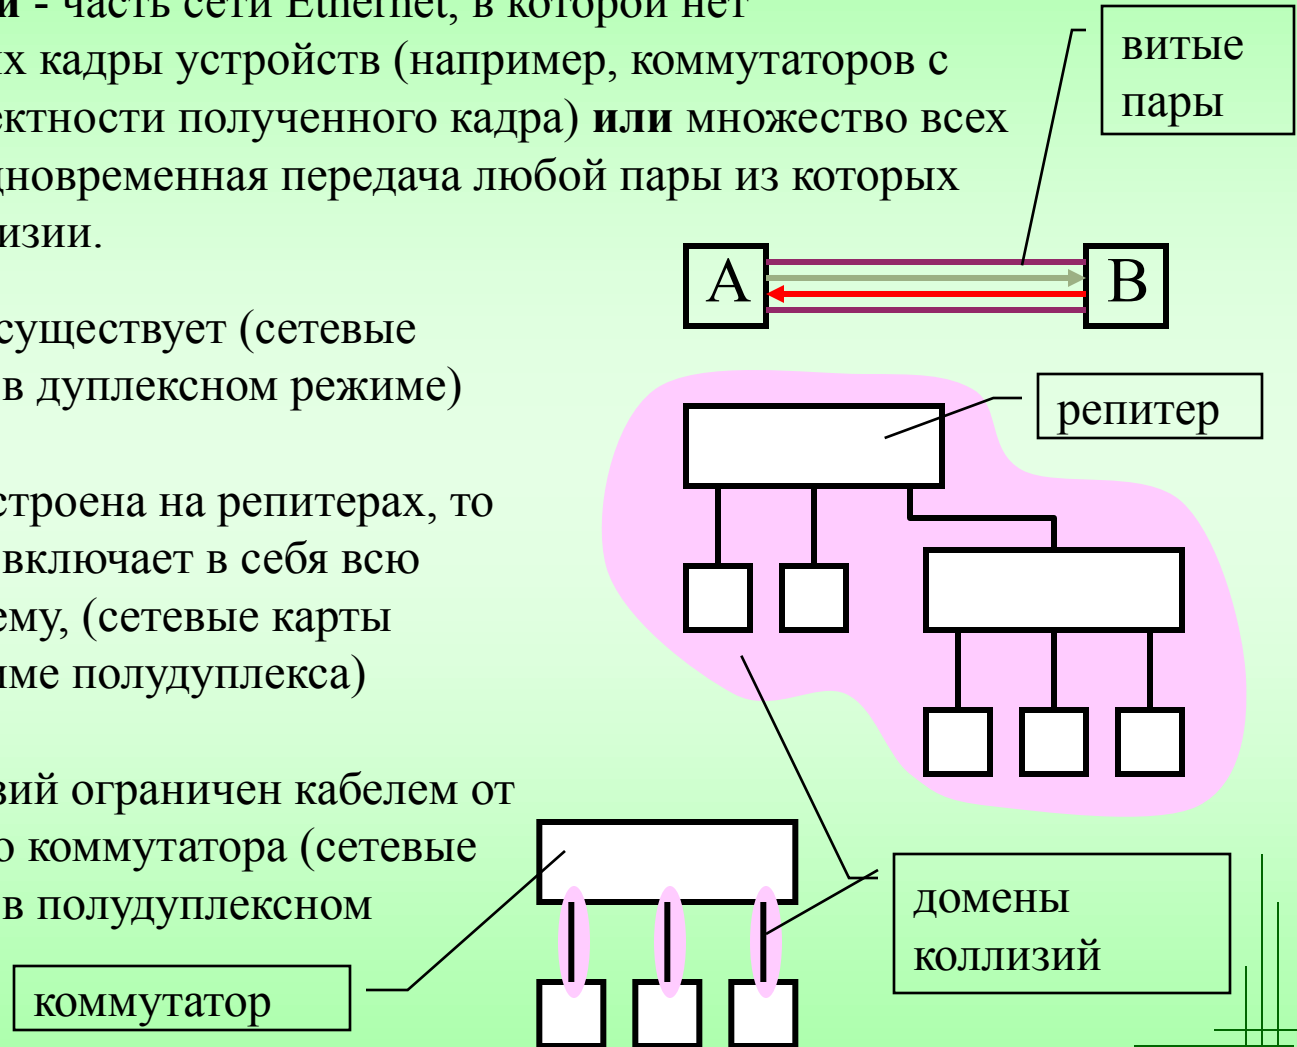 и - часть сети Ethernet, в которой нет
их кадры устройств (например, коммутаторов с
ектности полученного кадра) или множество всех
дновременная передача любой пары из которых
изии.
витые
пары
A
B
существует (сетевые
в дуплексном режиме)
репитер
строена на репитерах, то
включает в себя всю
ему, (сетевые карты
име полудуплекса)
зий ограничен кабелем от
о коммутатора (сетевые
в полудуплексном
домены
коллизий
коммутатор